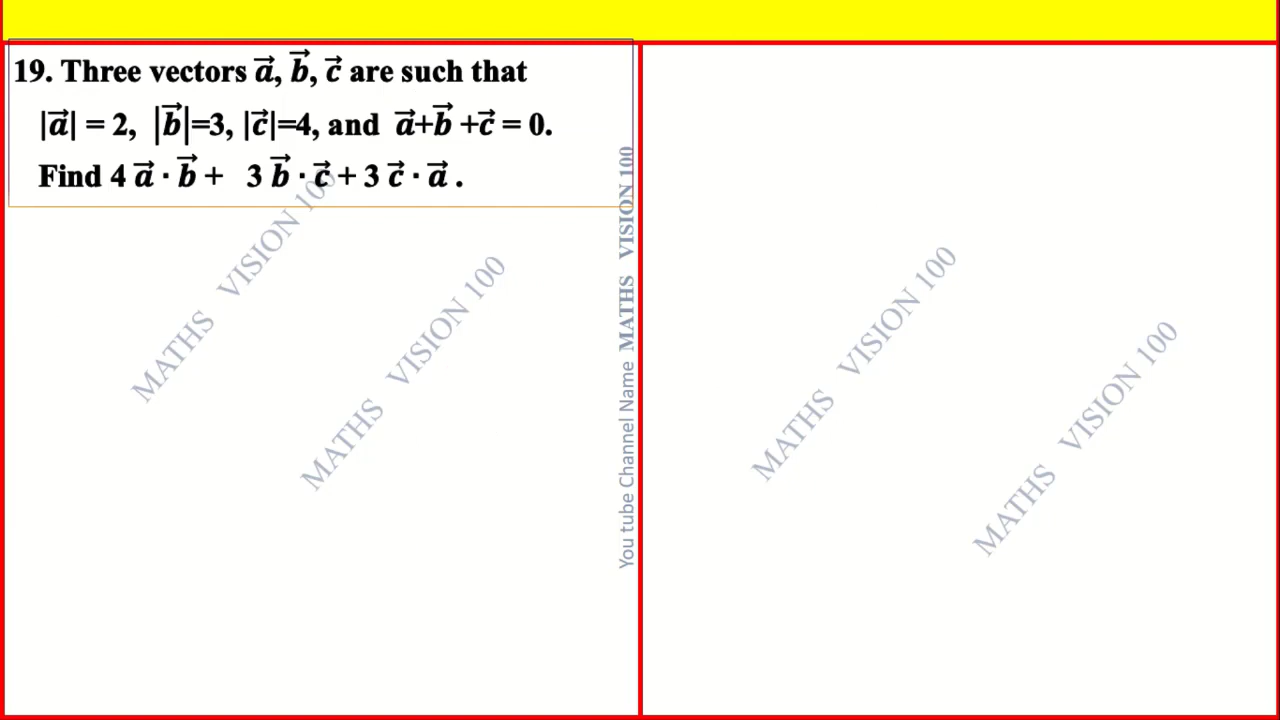 19. Three vectors a⃗, b⃗, c⃗ are such that
|a⃗| = 2, |b⃗|=3, |c⃗|=4, and a⃗+b⃗ +c⃗ = 0.
Find 4 a⃗ · b⃗ + 3 b⃗ · c⃗ + 3 c⃗ · a⃗ .
MATHS VISION 100
MATHS VISION 100
You tube Channel Name MATHS VISION 100
MATHS VISION 100
MATHS VISION 100